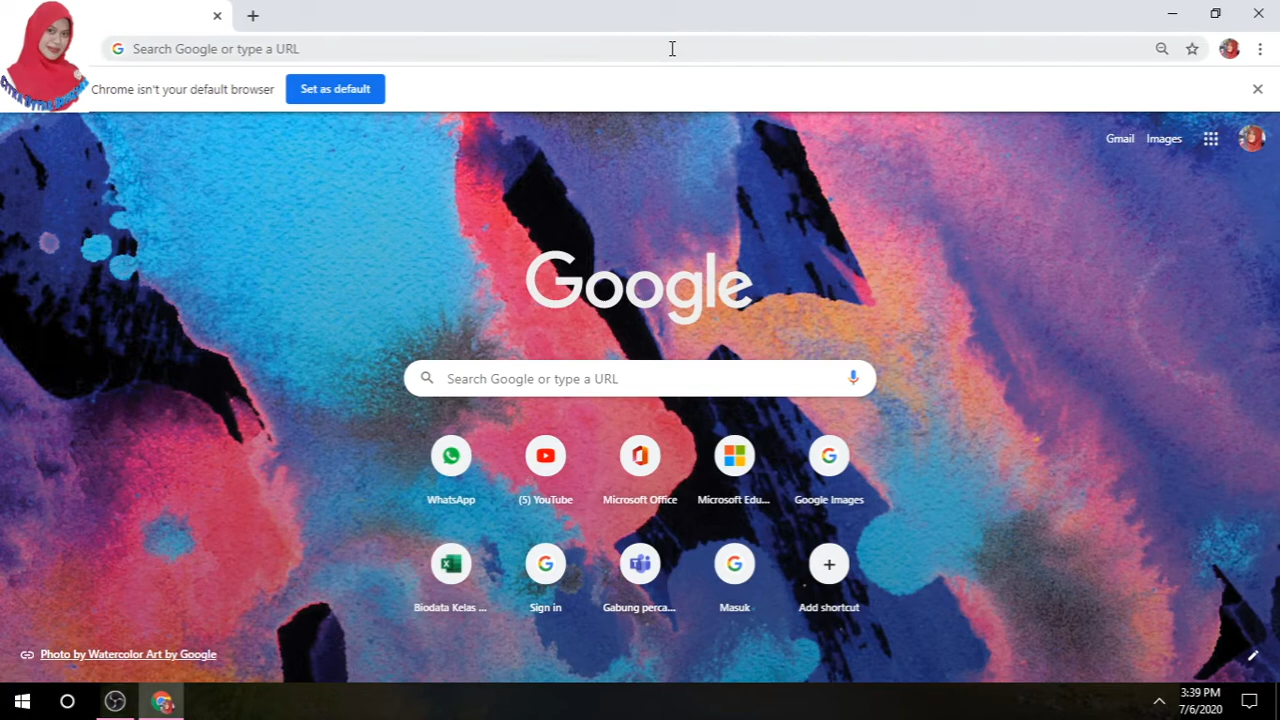 Search Google or type a URL
Chrome isn't your default browser
Set as default
Gmail
Images
Google
Search Google or type a URL
WhatsApp
(5) YouTube
Microsoft Office
Microsoft Edu...
Google Images
Biodata Kelas ...
Sign in
Gabung perca...
Masuk
Add shortcut
Photo by Watercolor Art by Google
3:39 PM
7/6/2020